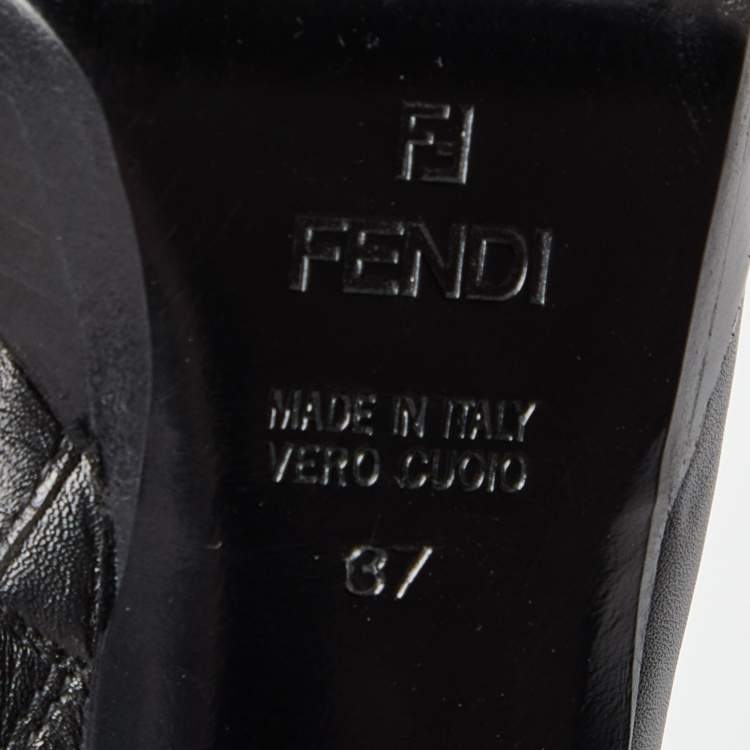 FF
FENDI
MADE IN ITALY
VERO CUOIO
37